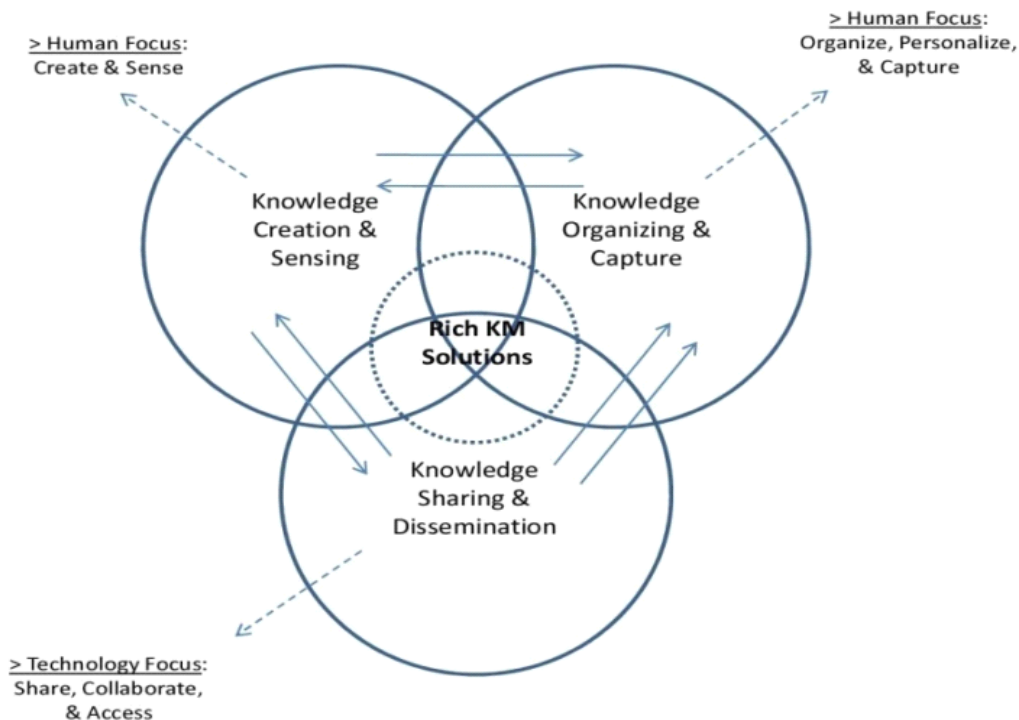 > Human Focus:
Create & Sense
> Human Focus:
Organize, Personalize,
& Capture
Knowledge
Creation &
Sensing
Knowledge
Organizing &
Capture
Rich KM
Solutions
Knowledge
Sharing &
Dissemination
> Technology Focus:
Share, Collaborate,
& Access